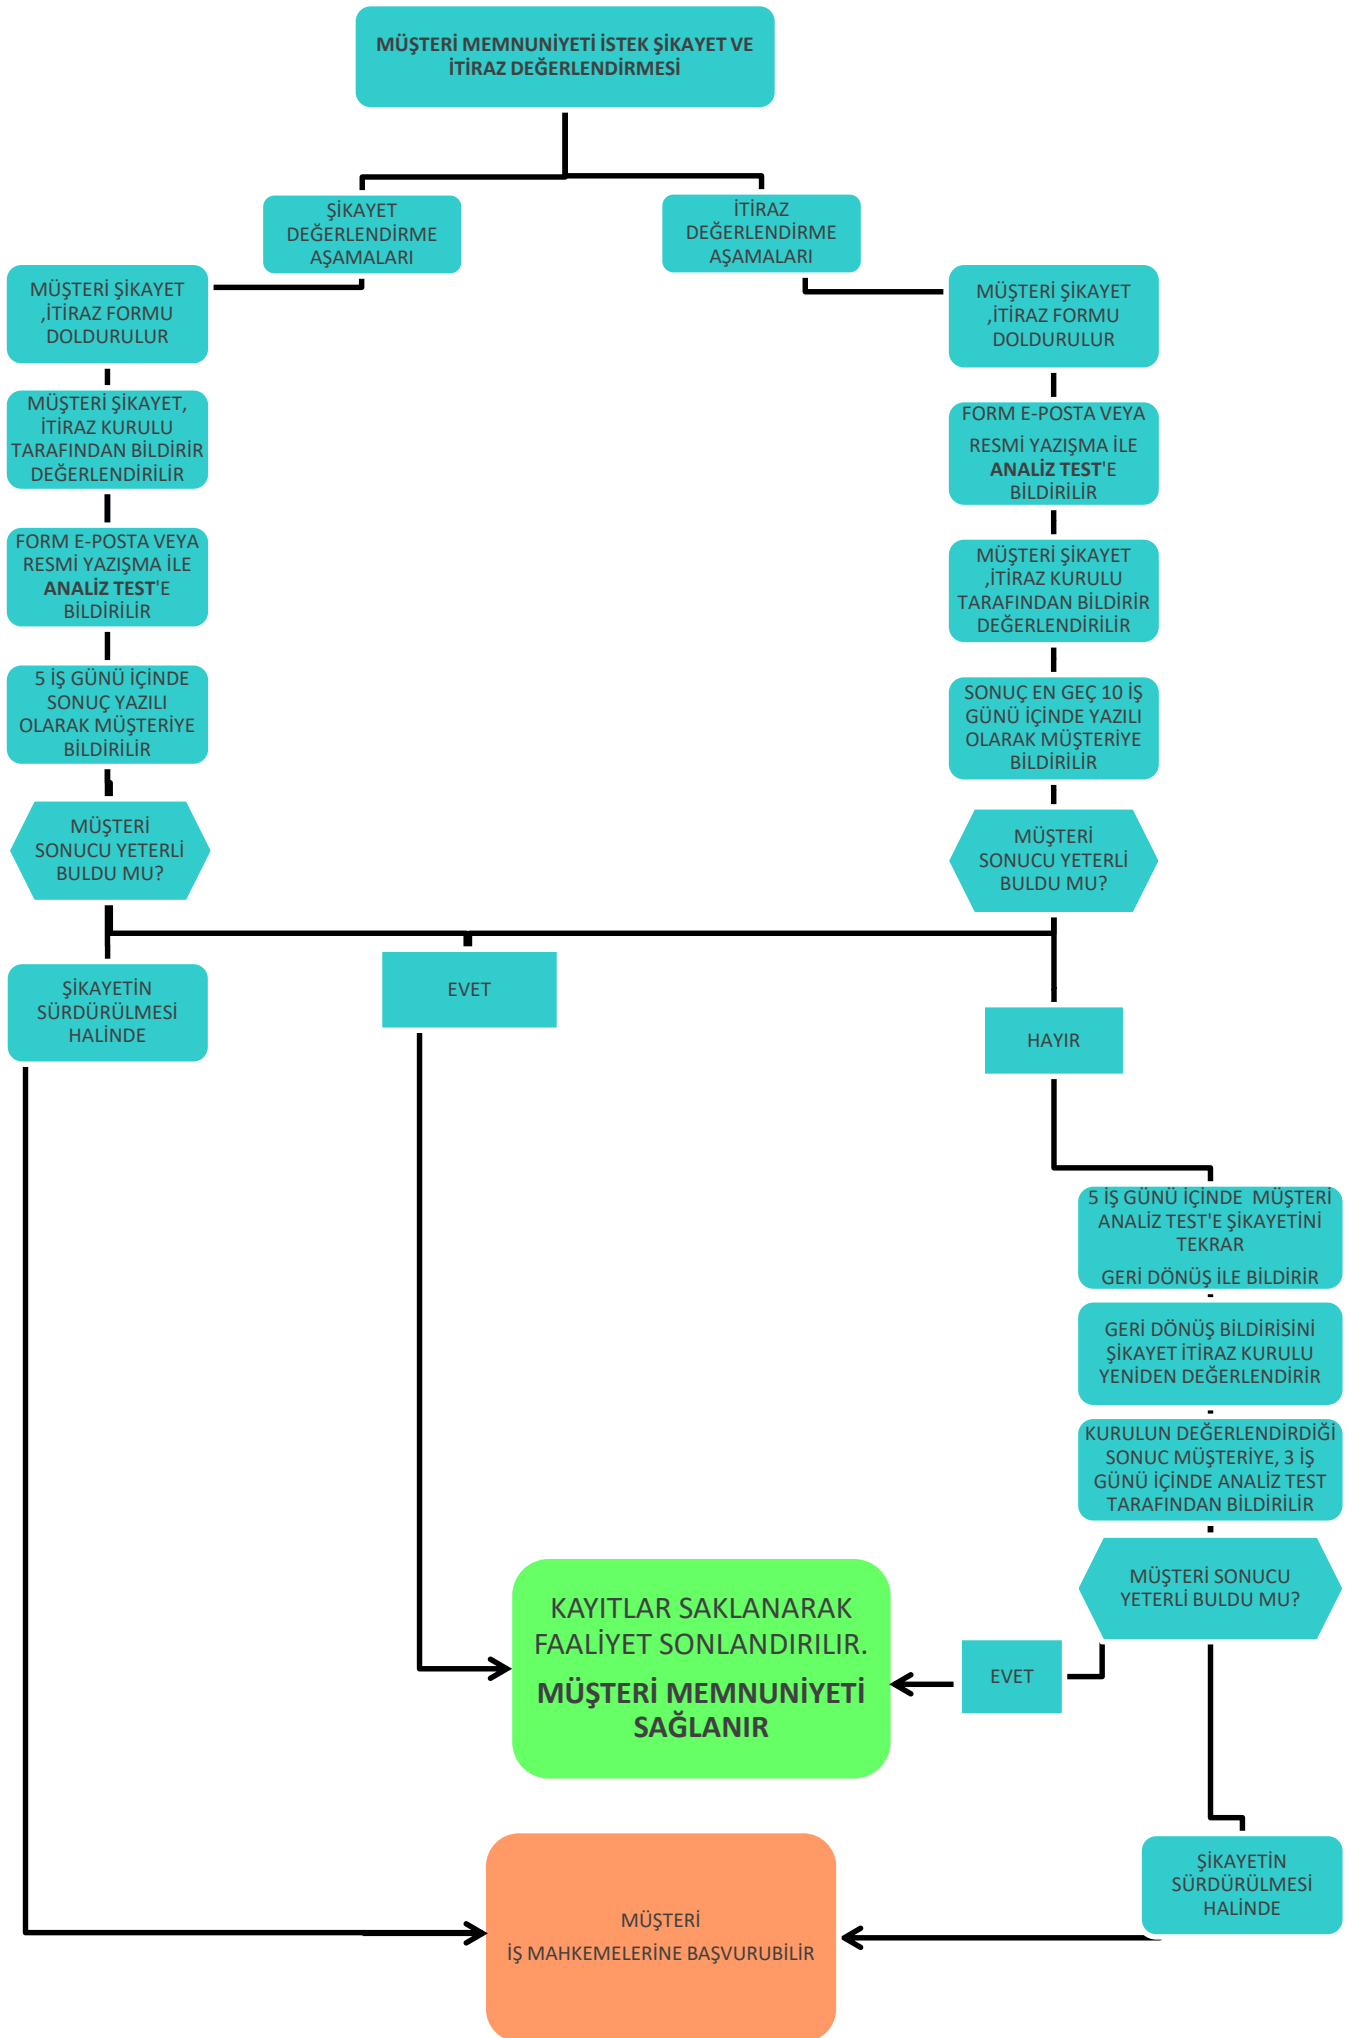 MÜŞTERİ MEMNUNİYETİ İSTEK ŞİKAYET VE
İTİRAZ DEĞERLENDİRMESİ
ŞİKAYET
DEĞERLENDİRME
AŞAMALARI
İTİRAZ
DEĞERLENDİRME
AŞAMALARI
MÜŞTERİ ŞİKAYET
,İTİRAZ FORMU
DOLDURULUR
MÜŞTERİ ŞİKAYET,
İTİRAZ KURULU
TARAFINDAN BİLDİRİR
DEĞERLENDİRİLİR
FORM E-POSTA VEYA
RESMİ YAZIŞMA İLE
ANALİZ TEST'E
BİLDİRİLİR
5 İŞ GÜNÜ İÇİNDE
SONUÇ YAZILI
OLARAK MÜŞTERİYE
BİLDİRİLİR
MÜŞTERİ
SONUCU YETERLİ
BULDU MU?
ŞİKAYETİN
SÜRDÜRÜLMESİ
HALİNDE
MÜŞTERİ ŞİKAYET
,İTİRAZ FORMU
DOLDURULUR
FORM E-POSTA VEYA
RESMİ YAZIŞMA İLE
ANALİZ TEST'E
BİLDİRİLİR
MÜŞTERİ ŞİKAYET
,İTİRAZ KURULU
TARAFINDAN BİLDİRİR
DEĞERLENDİRİLİR
SONUÇ EN GEÇ 10 İŞ
GÜNÜ İÇİNDE YAZILI
OLARAK MÜŞTERİYE
BİLDİRİLİR
MÜŞTERİ
SONUCU YETERLİ
BULDU MU?
EVET
HAYIR
5 İŞ GÜNÜ İÇİNDE  MÜŞTERİ
ANALİZ TEST'E ŞİKAYETİNİ
TEKRAR
GERİ DÖNÜŞ İLE BİLDİRİR
GERİ DÖNÜŞ BİLDİRİSİNİ
ŞİKAYET İTİRAZ KURULU
YENİDEN DEĞERLENDİRİR
KURULUN DEĞERLENDİRDİĞİ
SONUC MÜŞTERİYE, 3 İŞ
GÜNÜ İÇİNDE ANALİZ TEST
TARAFINDAN BİLDİRİLİR
MÜŞTERİ SONUCU
YETERLİ BULDU MU?
EVET
KAYITLAR SAKLANARAK
FAALİYET SONLANDIRILIR.
MÜŞTERİ MEMNUNİYETİ
SAĞLANIR
ŞİKAYETİN
SÜRDÜRÜLMESİ
HALİNDE
MÜŞTERİ
İŞ MAHKEMELERİNE BAŞVURUBİLİR